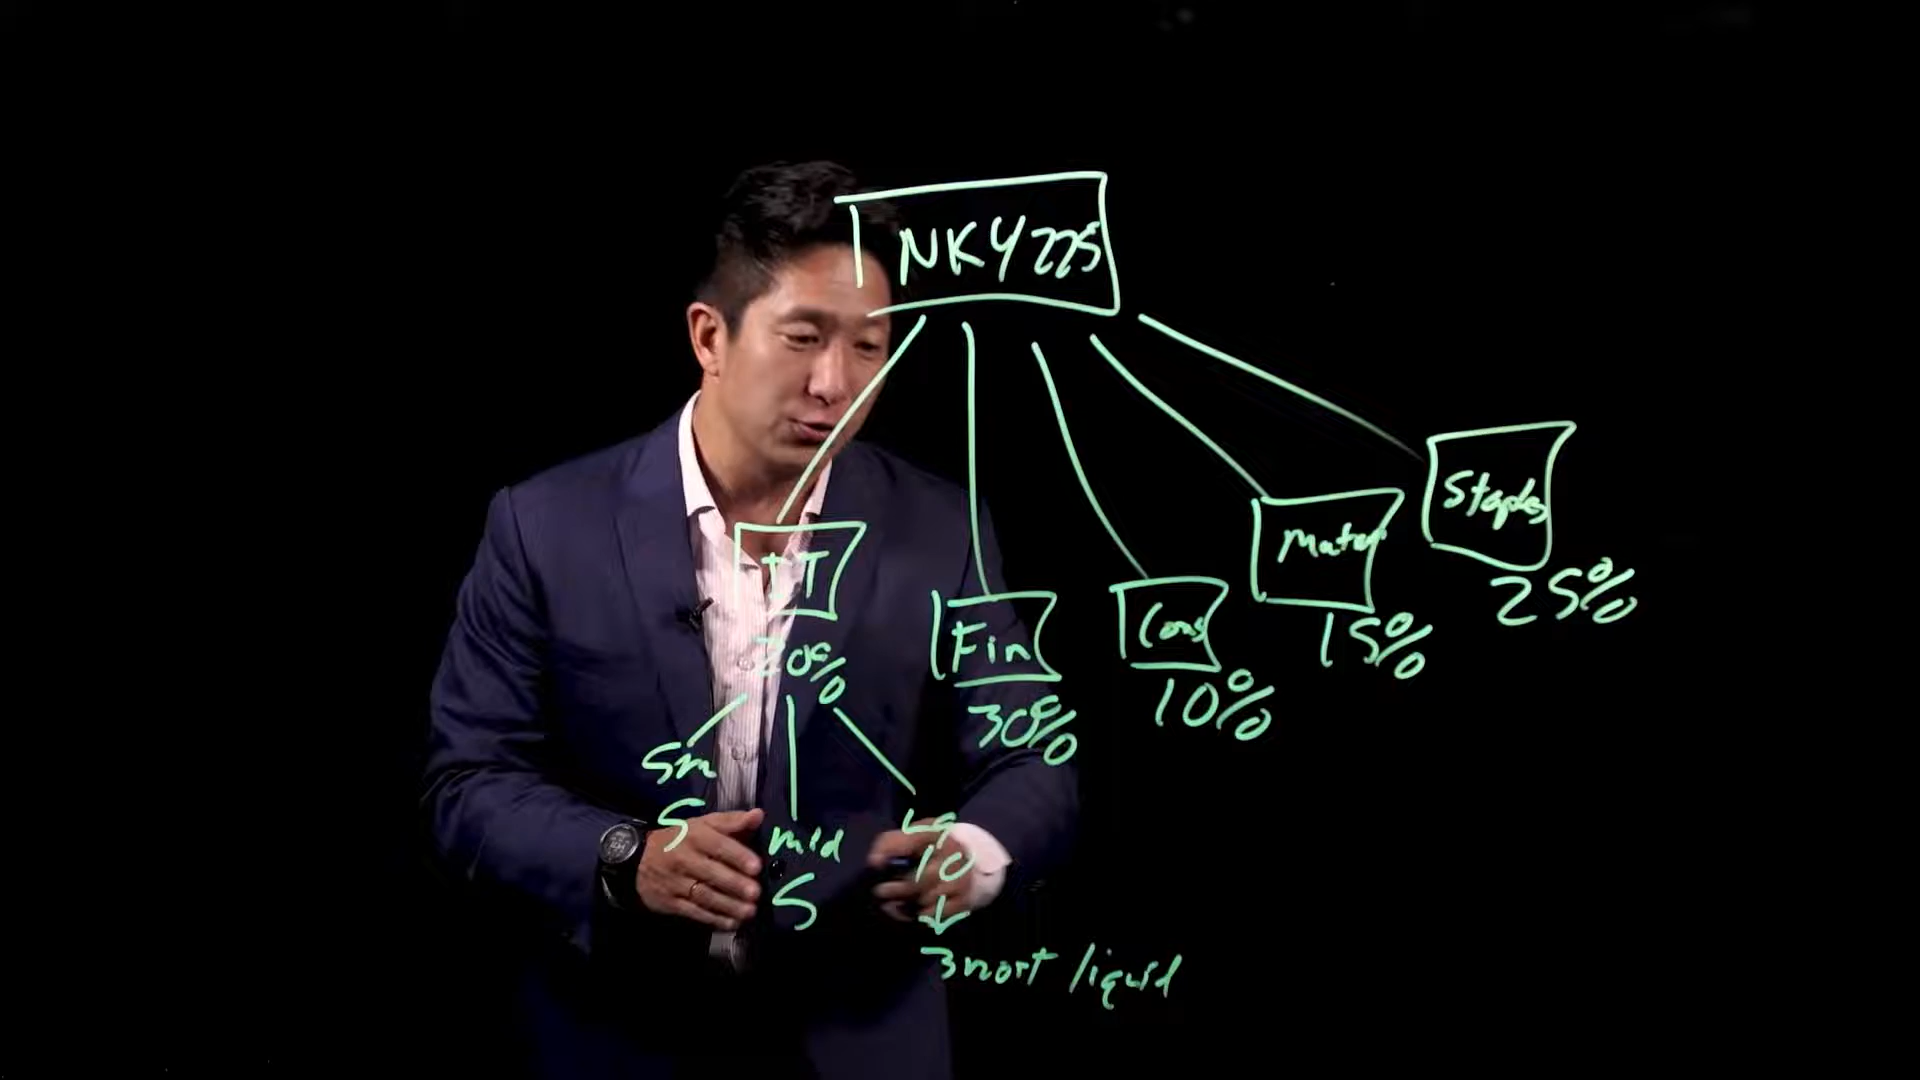 NKY225
IT
20%
Fin
30%
Cons
10%
Mater
15%
Staples
25%
Sm
5
mid
5
Lg
10
3 most liquid